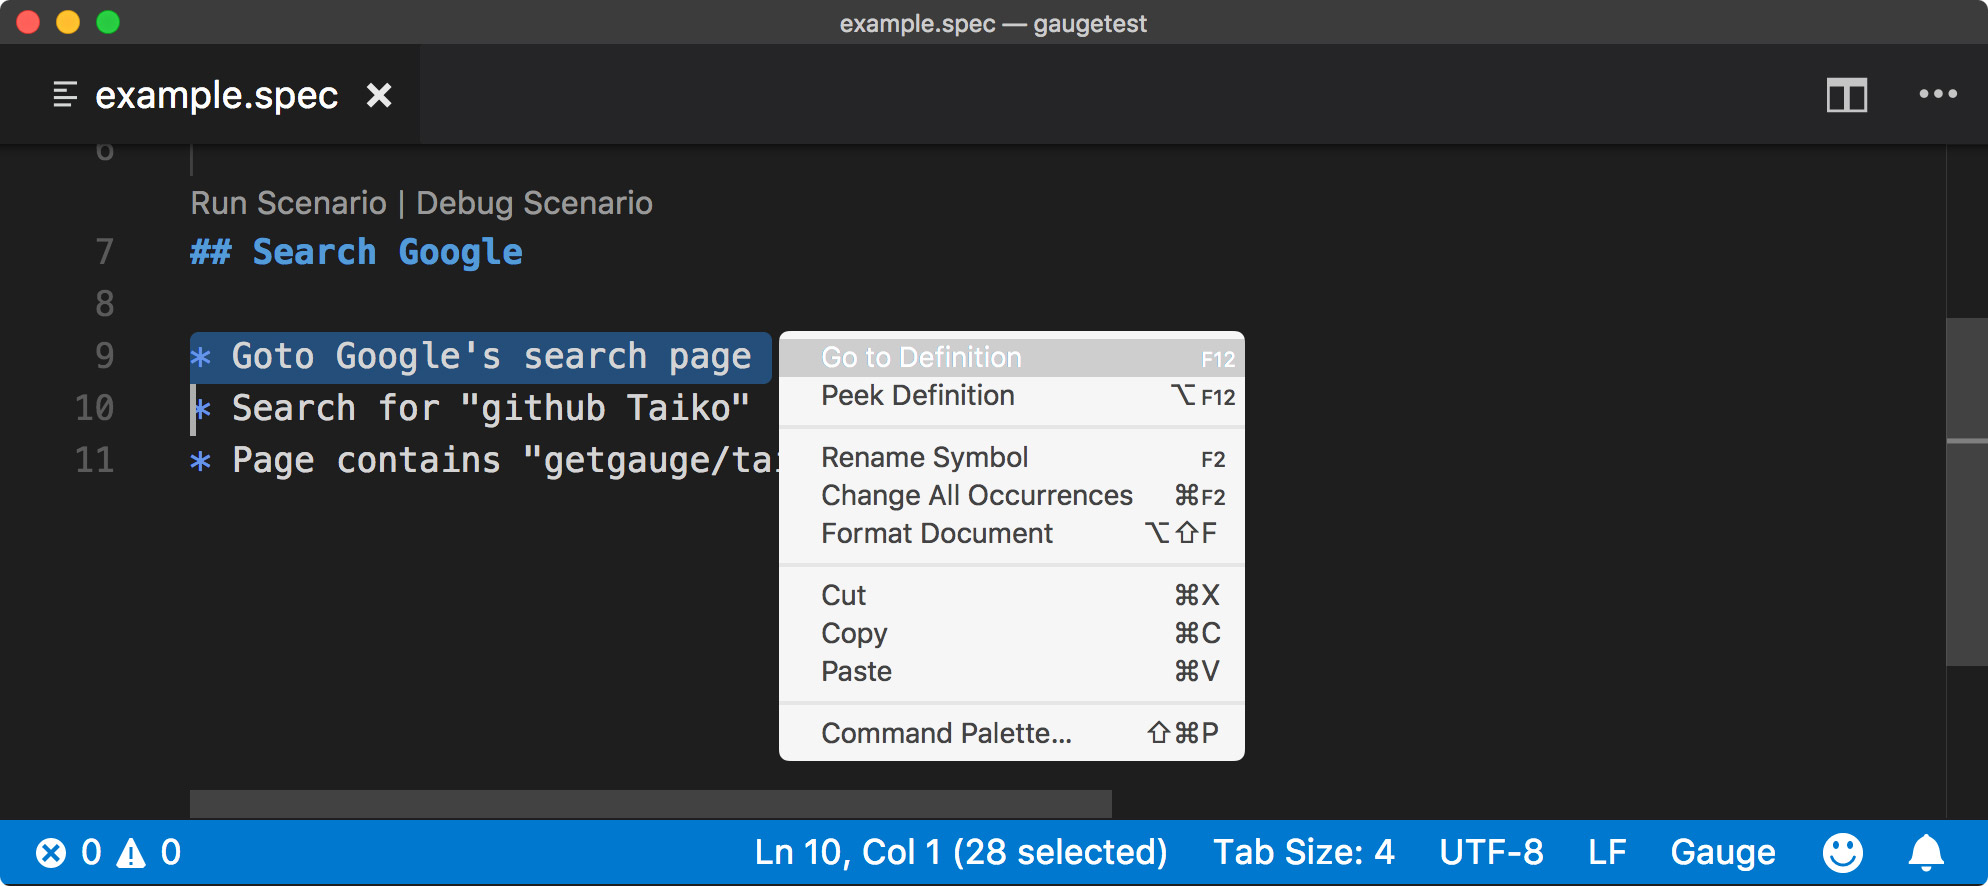 example.spec — gaugetest
example.spec
6
Run Scenario | Debug Scenario
7 ## Search Google
8
9 * Goto Google's search page
10 * Search for "github Taiko"
11 * Page contains "getgauge/tai
Go to Definition F12
Peek Definition ⌥F12
Rename Symbol F2
Change All Occurrences ⌘F2
Format Document ⌥⇧F
Cut ⌘X
Copy ⌘C
Paste ⌘V
Command Palette... ⇧⌘P
0 0 Ln 10, Col 1 (28 selected) Tab Size: 4 UTF-8 LF Gauge